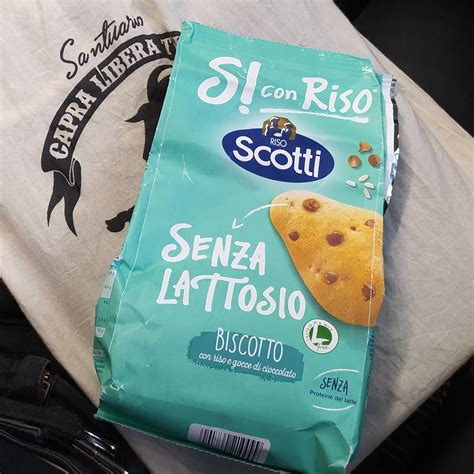 Santuario
CAPRA LIBERA
S! con RISO
RISO
Scotti
SENZA
LATTOSIO
BISCOTTO
con riso e gocce di cioccolato
SENZA
Proteine del latte